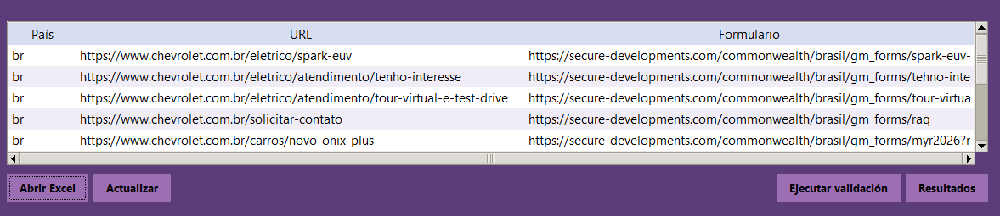 País URL Formulario
br https://www.chevrolet.com.br/eletrico/spark-euv https://secure-developments.com/commonwealth/brasil/gm_forms/spark-euv-
br https://www.chevrolet.com.br/eletrico/atendimento/tenho-interesse https://secure-developments.com/commonwealth/brasil/gm_forms/tehno-inte
br https://www.chevrolet.com.br/eletrico/atendimento/tour-virtual-e-test-drive https://secure-developments.com/commonwealth/brasil/gm_forms/tour-virtua
br https://www.chevrolet.com.br/solicitar-contato https://secure-developments.com/commonwealth/brasil/gm_forms/raq
br https://www.chevrolet.com.br/carros/novo-onix-plus https://secure-developments.com/commonwealth/brasil/gm_forms/myr2026?r
Abrir Excel Actualizar Ejecutar validación Resultados